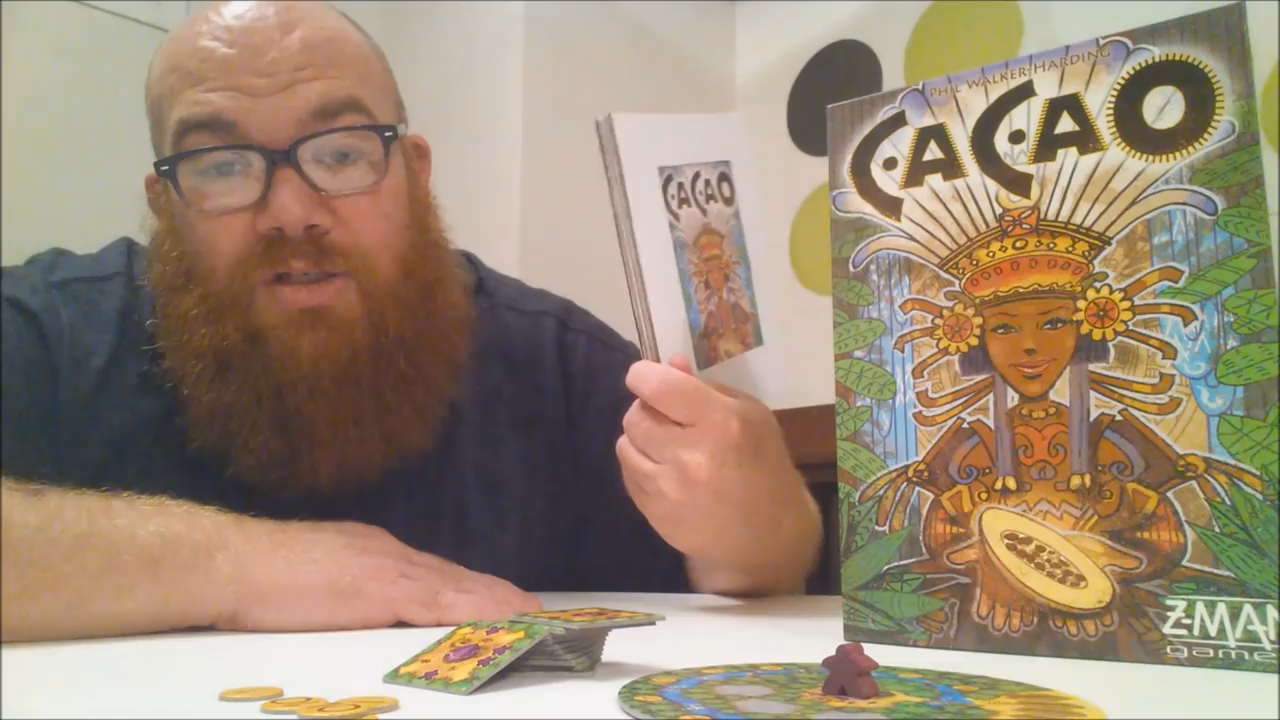 PHIL WALKER-HARDING
CACAO
CACAO
Z-MAN
games